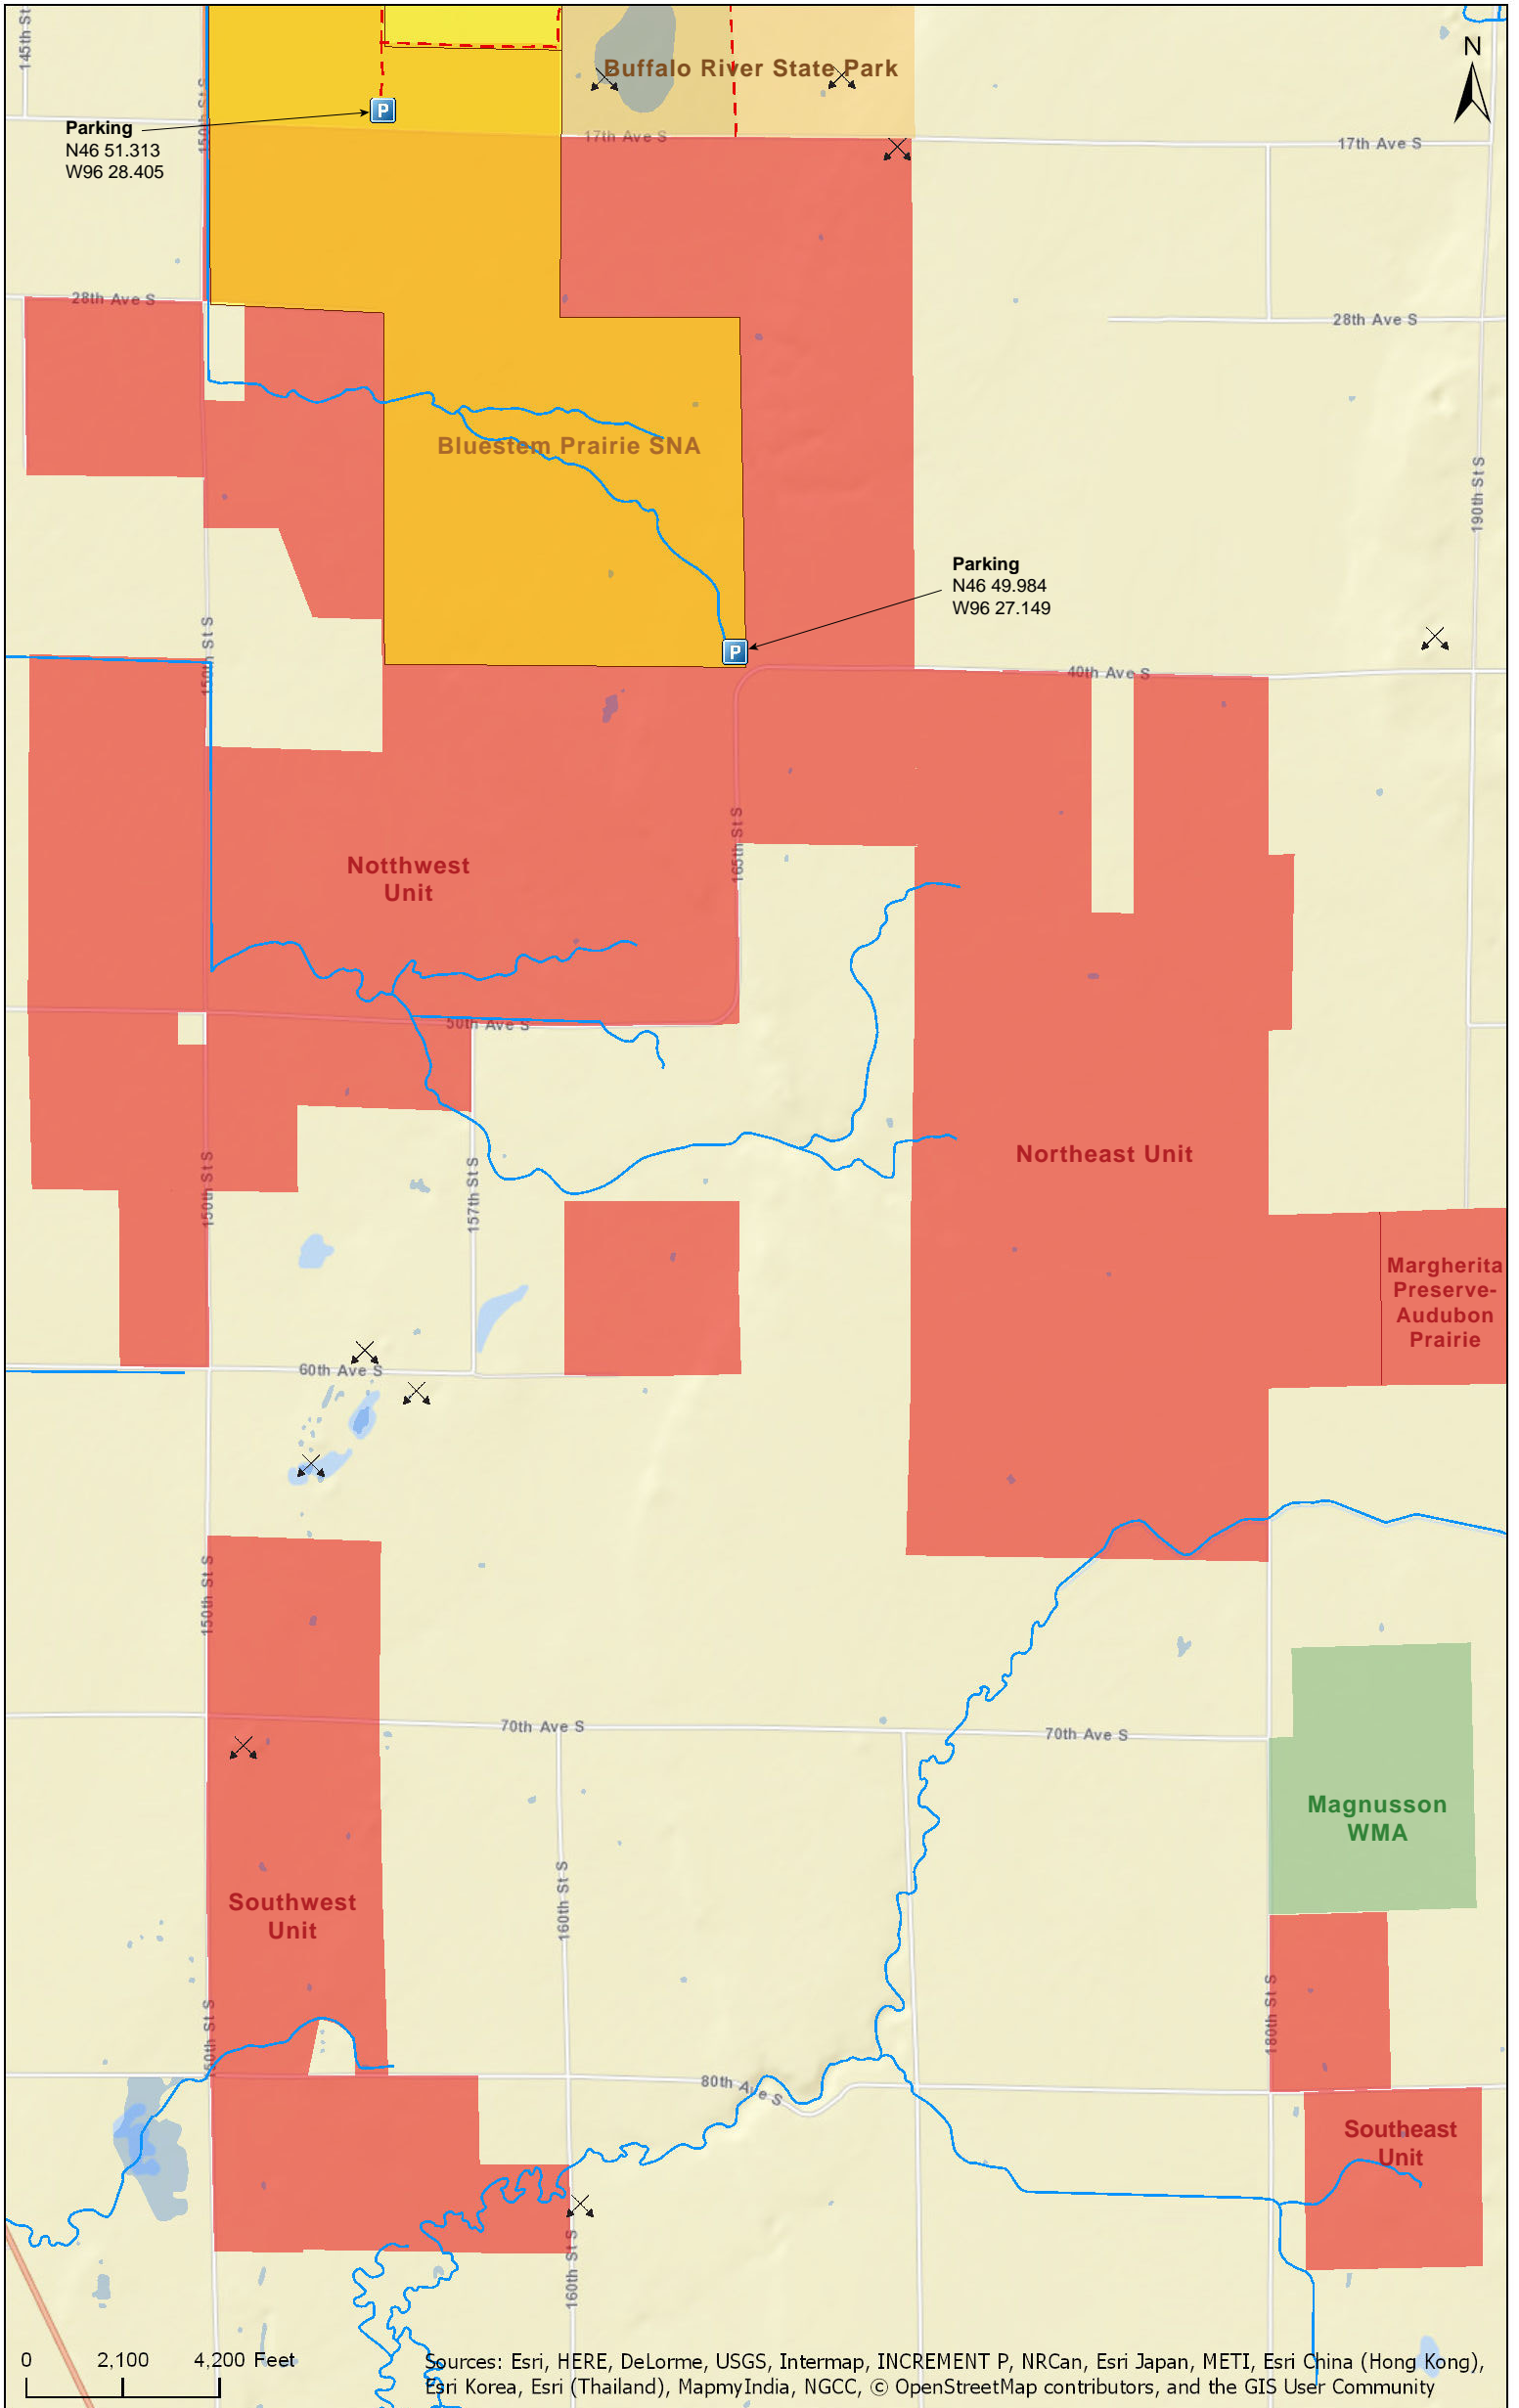 145th St
150th St S
Buffalo River State Park
N
P
Parking
N46 51.313
W96 28.405
17th Ave S
17th Ave S
28th Ave S
28th Ave S
Bluestem Prairie SNA
190th St S
Parking
N46 49.984
W96 27.149
P
150th St S
40th Ave S
165th St S
Notthwest
Unit
50th Ave S
Northeast Unit
150th St S
157th St S
Margherita
Preserve-
Audubon
Prairie
60th Ave S
150th St S
70th Ave S
70th Ave S
Magnusson
WMA
Southwest
Unit
160th St S
150th St S
180th St S
80th Ave S
Southeast
Unit
160th St S
0 2,100 4,200 Feet
Sources: Esri, HERE, DeLorme, USGS, Intermap, INCREMENT P, NRCan, Esri Japan, METI, Esri China (Hong Kong),
Esri Korea, Esri (Thailand), MapmyIndia, NGCC, © OpenStreetMap contributors, and the GIS User Community